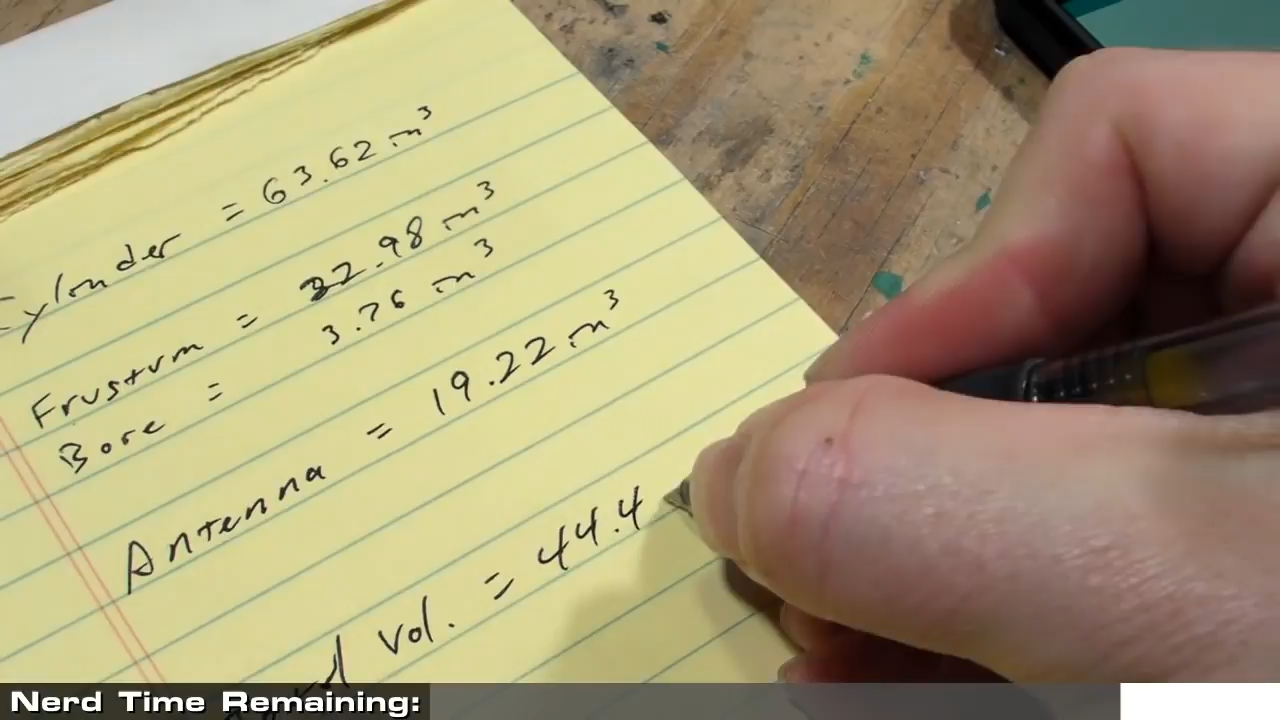 Cylinder = 63.62 in³
Frustum = 32.98 in³
Bore = 3.76 in³
Antenna = 19.22 in³
vol. = 44.4
Nerd Time Remaining: